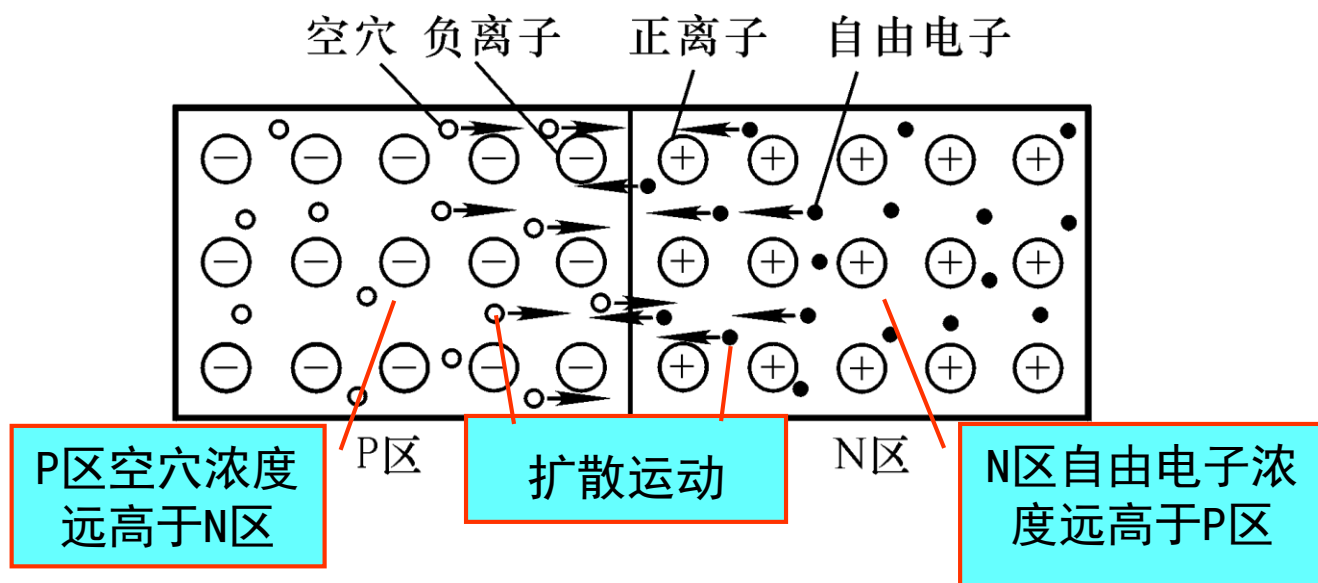 空穴 负离子 正离子 自由电子
P区 N区
P区空穴浓度
远高于N区
扩散运动
N区自由电子浓
度远高于P区